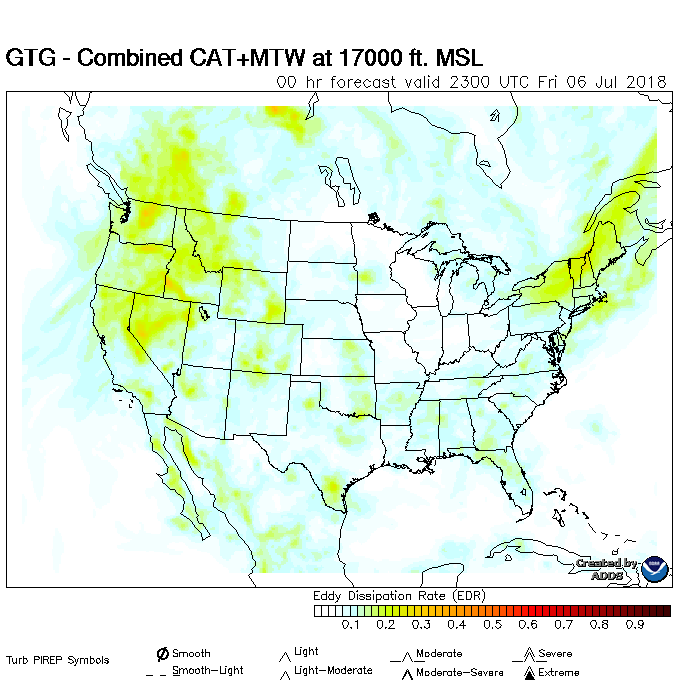 GTG - Combined CAT+MTW at 17000 ft. MSL
00 hr forecast valid 2300 UTC Fri 06 Jul 2018
Created by
ADDS
Eddy Dissipation Rate (EDR)
0.1 0.2 0.3 0.4 0.5 0.6 0.7 0.8 0.9
Turb PIREP Symbols
Smooth Light Moderate Severe
Smooth-Light Light-Moderate Moderate-Severe Extreme